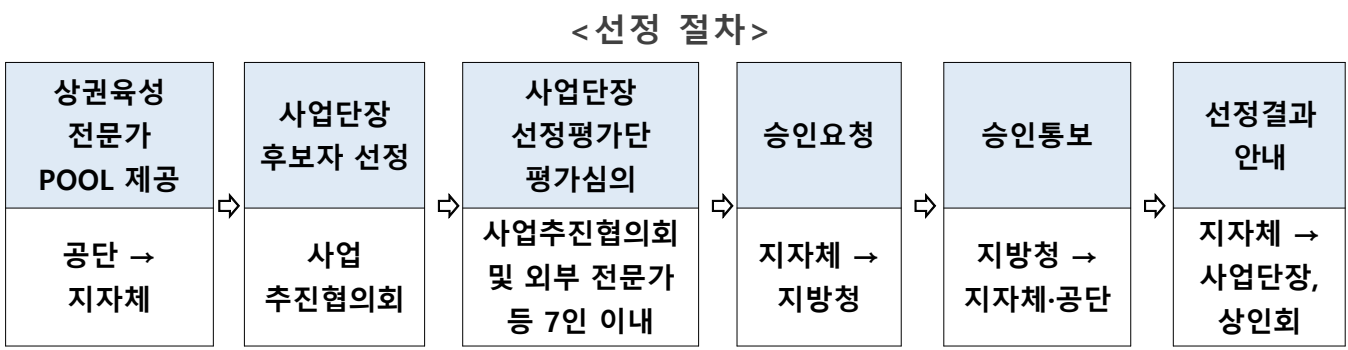 <선정 절차>
상권육성
전문가
POOL 제공
공단 →
지자체
⇨
사업단장
후보자 선정
사업
추진협의회
⇨
사업단장
선정평가단
평가심의
사업추진협의회
및 외부 전문가
등 7인 이내
⇨
승인요청
지자체 →
지방청
⇨
승인통보
지방청 →
지자체·공단
⇨
선정결과
안내
지자체 →
사업단장,
상인회